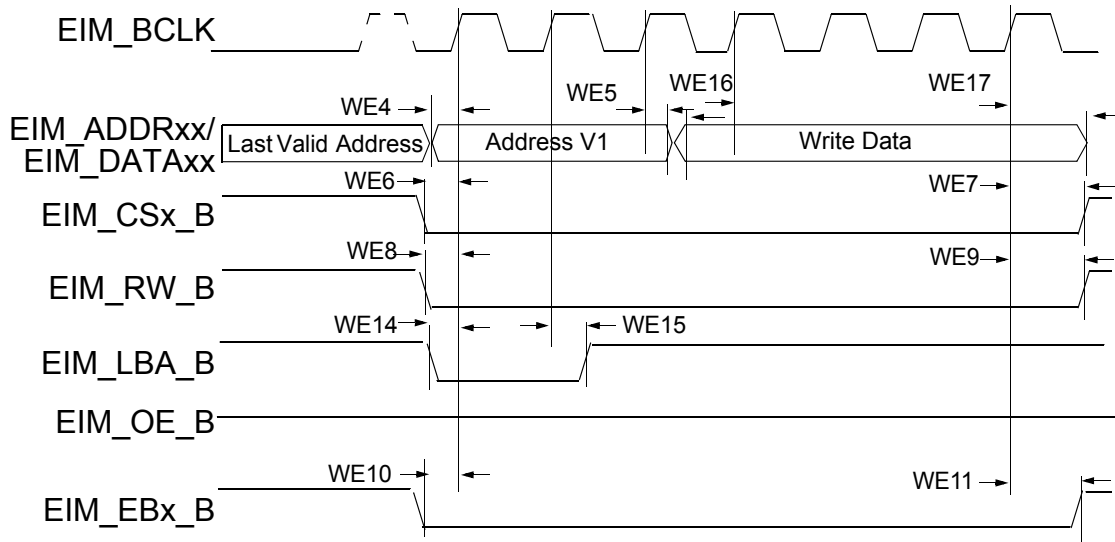 EIM_BCLK
WE4
WE5
WE16
WE17
EIM_ADDRxx/
EIM_DATAxx
Last Valid Address
Address V1
Write Data
WE6
WE7
EIM_CSx_B
WE8
WE9
EIM_RW_B
WE14
WE15
EIM_LBA_B
EIM_OE_B
WE10
WE11
EIM_EBx_B